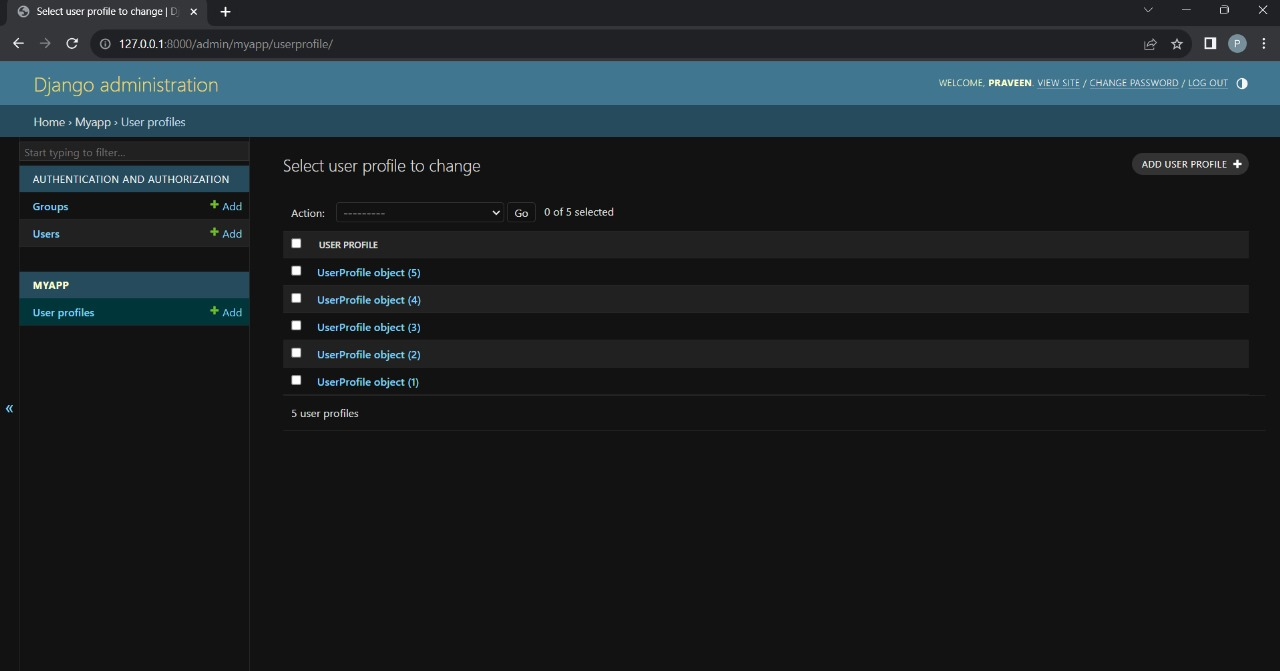 Select user profile to change | D
127.0.0.1:8000/admin/myapp/userprofile/
P
Django administration
WELCOME, PRAVEEN. VIEW SITE / CHANGE PASSWORD / LOG OUT
Home › Myapp › User profiles
Start typing to filter...
AUTHENTICATION AND AUTHORIZATION
Groups + Add
Users + Add
MYAPP
User profiles + Add
«
Select user profile to change
ADD USER PROFILE +
Action: --------- Go 0 of 5 selected
USER PROFILE
UserProfile object (5)
UserProfile object (4)
UserProfile object (3)
UserProfile object (2)
UserProfile object (1)
5 user profiles